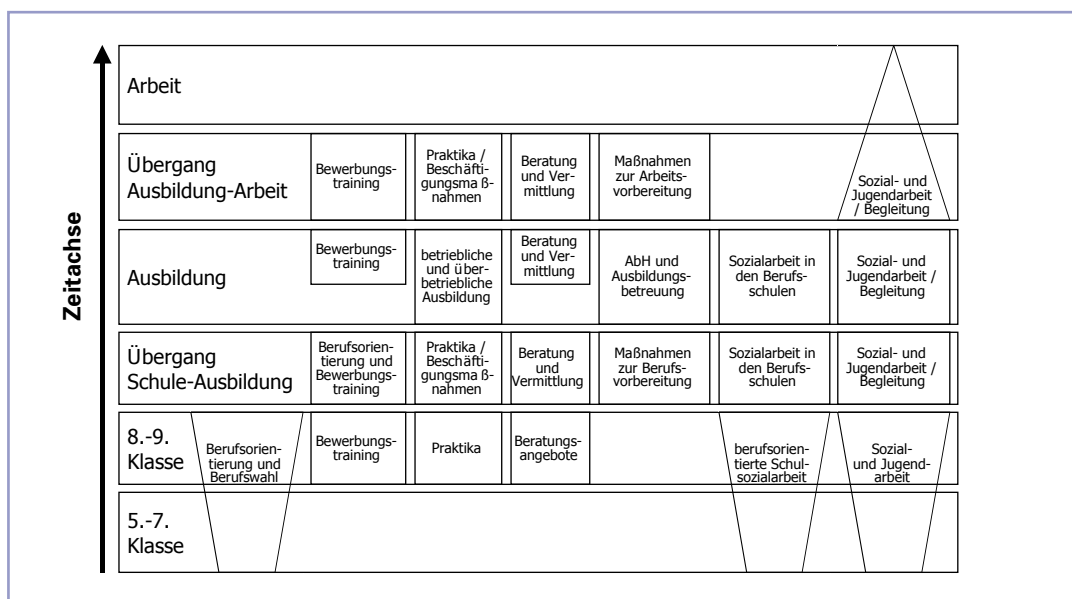 Zeitachse
Arbeit
Übergang
Ausbildung-Arbeit
Bewerbungs-
training
Praktika /
Beschäfti-
gungsma ß-
nahmen
Beratung
und Ver-
mittlung
Maßnahmen
zur Arbeits-
vorbereitung
Sozial- und
Jugendarbeit
/ Begleitung
Ausbildung
Bewerbungs-
training
betriebliche
und über-
betriebliche
Ausbildung
Beratung
und Ver-
mittlung
AbH und
Ausbildungs-
betreuung
Sozialarbeit in
den Berufs-
schulen
Sozial- und
Jugendarbeit /
Begleitung
Übergang
Schule-Ausbildung
Berufsorien-
tierung und
Bewerbungs-
training
Praktika /
Beschäfti-
gungsma ß-
nahmen
Beratung
und
Vermittlung
Maßnahmen
zur Berufs-
vorbereitung
Sozialarbeit in
den Berufs-
schulen
Sozial- und
Jugendarbeit /
Begleitung
8.-9.
Klasse
Berufsorien-
tierung und
Berufswahl
Bewerbungs-
training
Praktika
Beratungs-
angebote
berufsorien-
tierte Schul-
sozialarbeit
Sozial-
und Jugend-
arbeit
5.-7.
Klasse